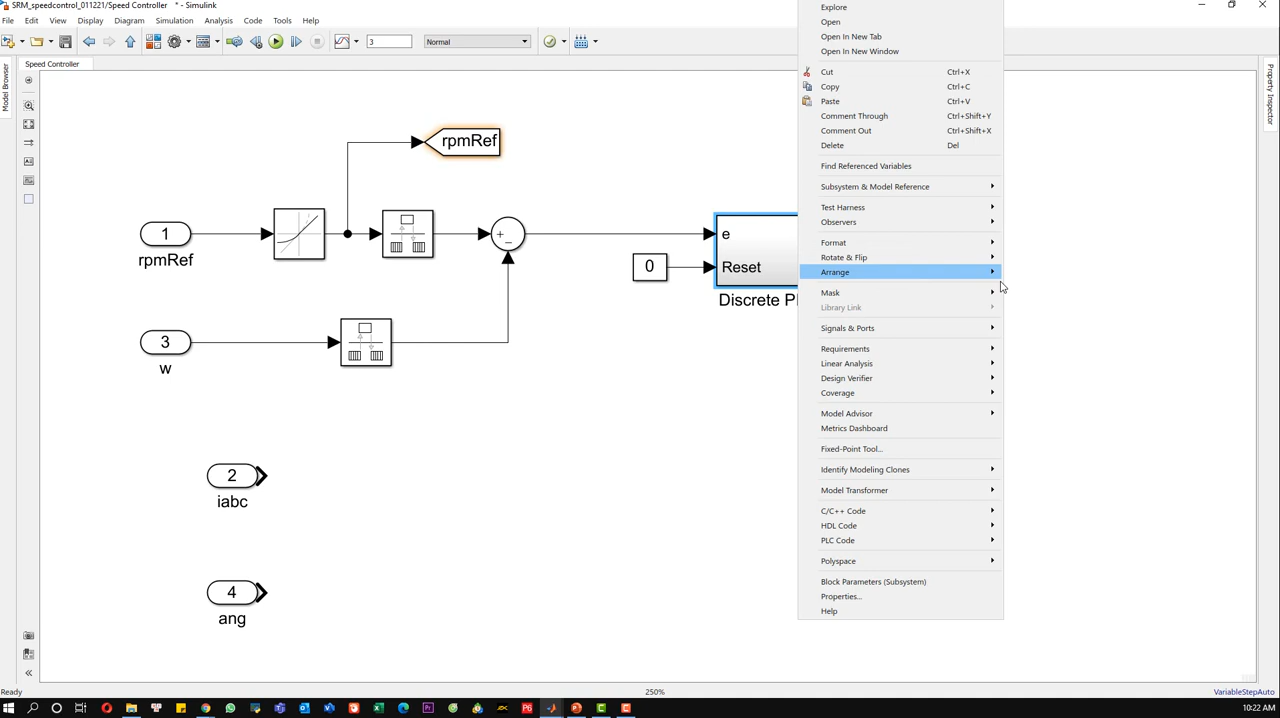 SRM_speedcontrol_011221/Speed Controller * - Simulink
File Edit View Display Diagram Simulation Analysis Code Tools Help
3 Normal
Speed Controller
Model Browser
Property Inspector
rpmRef
1
rpmRef
3
w
2
iabc
4
ang
+
−
0
e
Reset
Discrete P
Explore
Open
Open In New Tab
Open In New Window
Cut Ctrl+X
Copy Ctrl+C
Paste Ctrl+V
Comment Through Ctrl+Shift+Y
Comment Out Ctrl+Shift+X
Delete Del
Find Referenced Variables
Subsystem & Model Reference
Test Harness
Observers
Format
Rotate & Flip
Arrange
Mask
Library Link
Signals & Ports
Requirements
Linear Analysis
Design Verifier
Coverage
Model Advisor
Metrics Dashboard
Fixed-Point Tool...
Identify Modeling Clones
Model Transformer
C/C++ Code
HDL Code
PLC Code
Polyspace
Block Parameters (Subsystem)
Properties...
Help
Ready 250% VariableStepAuto
10:22 AM